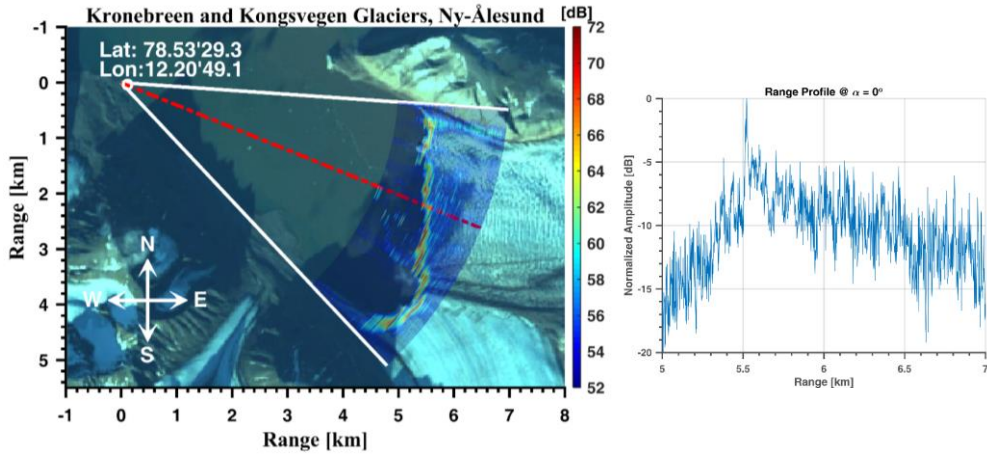 Kronebreen and Kongsvegen Glaciers, Ny-Ålesund
[dB]
Lat: 78.53'29.3
Lon:12.20'49.1
-1
0
1
2
3
4
5
Range [km]
N
W E
S
-1 0 1 2 3 4 5 6 7 8
Range [km]
72
70
68
66
64
62
60
58
56
54
52
Range Profile @ α = 0°
0
-5
-10
-15
-20
Normalized Amplitude [dB]
5 5.5 6 6.5 7
Range [km]